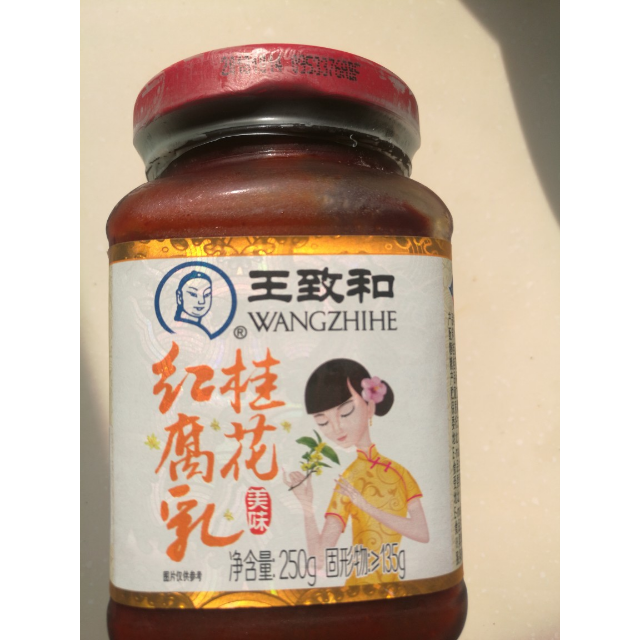 王致和
® WANGZHIHE
桂花
红腐乳
美味
净含量:250g 固形物:≥135g
图片仅供参考